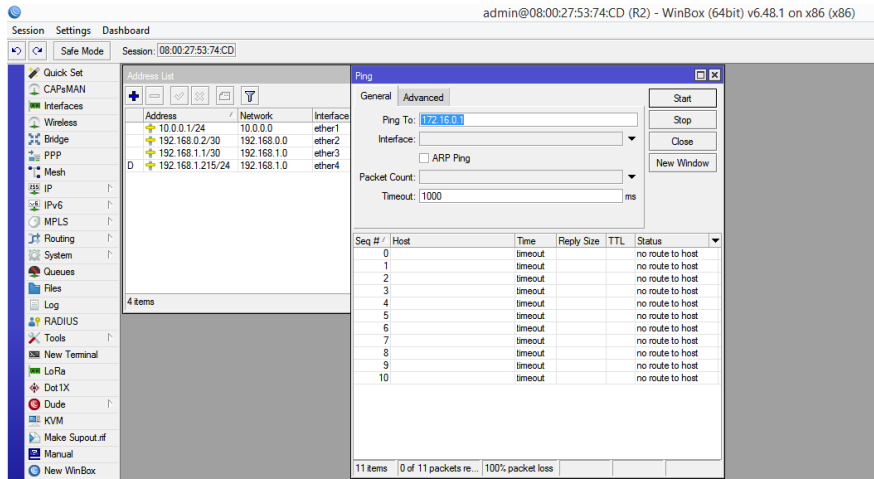 admin@08:00:27:53:74:CD (R2) - WinBox (64bit) v6.48.1 on x86 (x86)
Session Settings Dashboard
Safe Mode Session: 08:00:27:53:74:CD
Quick Set
CAPsMAN
Interfaces
Wireless
Bridge
PPP
Mesh
IP
IPv6
MPLS
Routing
System
Queues
Files
Log
RADIUS
Tools
New Terminal
LoRa
Dot1X
Dude
KVM
Make Supout.rif
Manual
New WinBox
Address List
Address Network Interface
10.0.0.1/24 10.0.0.0 ether1
192.168.0.2/30 192.168.0.0 ether2
192.168.1.1/30 192.168.1.0 ether3
D 192.168.1.215/24 192.168.1.0 ether4
4 items
Ping
General Advanced
Ping To: 172.16.0.1
Interface:
ARP Ping
Packet Count:
Timeout: 1000 ms
Start
Stop
Close
New Window
Seq # Host Time Reply Size TTL Status
0 timeout no route to host
1 timeout no route to host
2 timeout no route to host
3 timeout no route to host
4 timeout no route to host
5 timeout no route to host
6 timeout no route to host
7 timeout no route to host
8 timeout no route to host
9 timeout no route to host
10 timeout no route to host
11 items 0 of 11 packets re... 100% packet loss